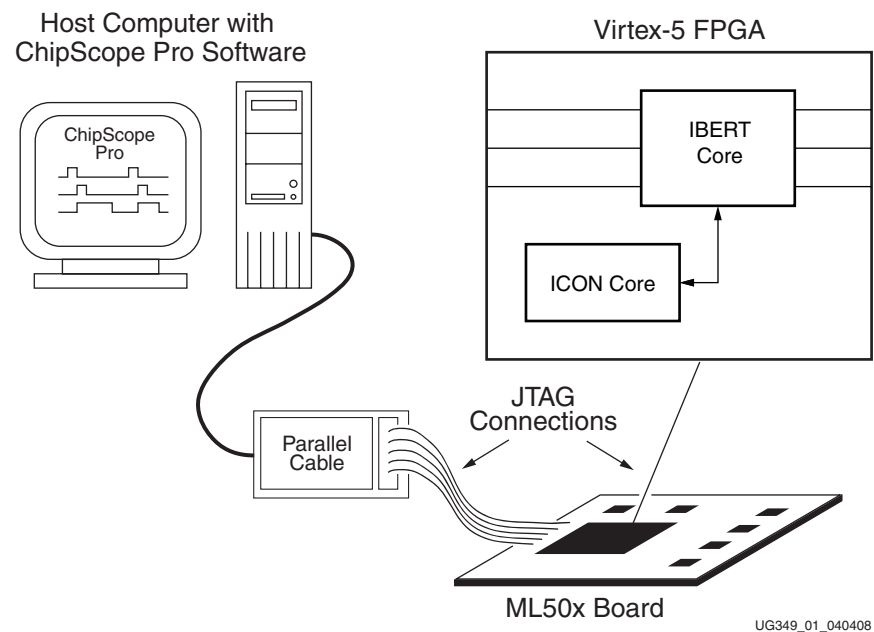 Host Computer with
ChipScope Pro Software
Virtex-5 FPGA
ChipScope
Pro
IBERT
Core
ICON Core
JTAG
Connections
Parallel
Cable
ML50x Board
UG349_01_040408